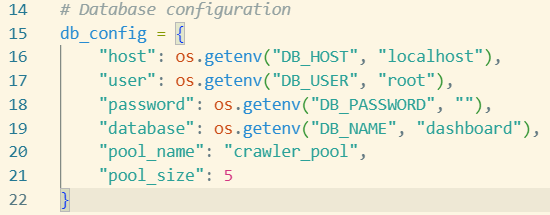 14 # Database configuration
15 db_config = {
16     "host": os.getenv("DB_HOST", "localhost"),
17     "user": os.getenv("DB_USER", "root"),
18     "password": os.getenv("DB_PASSWORD", ""),
19     "database": os.getenv("DB_NAME", "dashboard"),
20     "pool_name": "crawler_pool",
21     "pool_size": 5
22 }